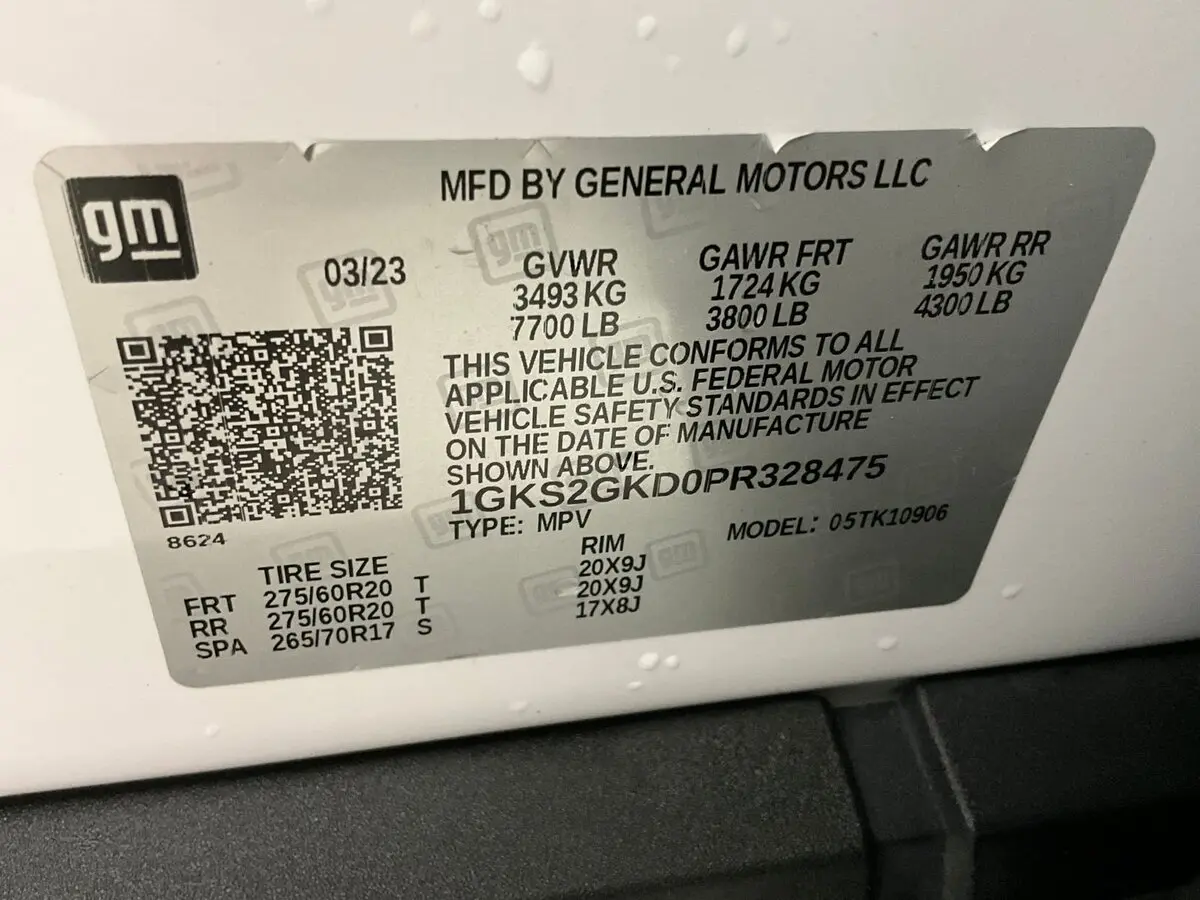 gm
MFD BY GENERAL MOTORS LLC
03/23
GVWR
3493 KG
7700 LB
GAWR FRT
1724 KG
3800 LB
GAWR RR
1950 KG
4300 LB
THIS VEHICLE CONFORMS TO ALL
APPLICABLE U.S. FEDERAL MOTOR
VEHICLE SAFETY STANDARDS IN EFFECT
ON THE DATE OF MANUFACTURE
SHOWN ABOVE.
1GKS2GKD0PR328475
TYPE: MPV
MODEL: 05TK10906
8624
TIRE SIZE RIM
FRT 275/60R20 T 20X9J
RR 275/60R20 T 20X9J
SPA 265/70R17 S 17X8J